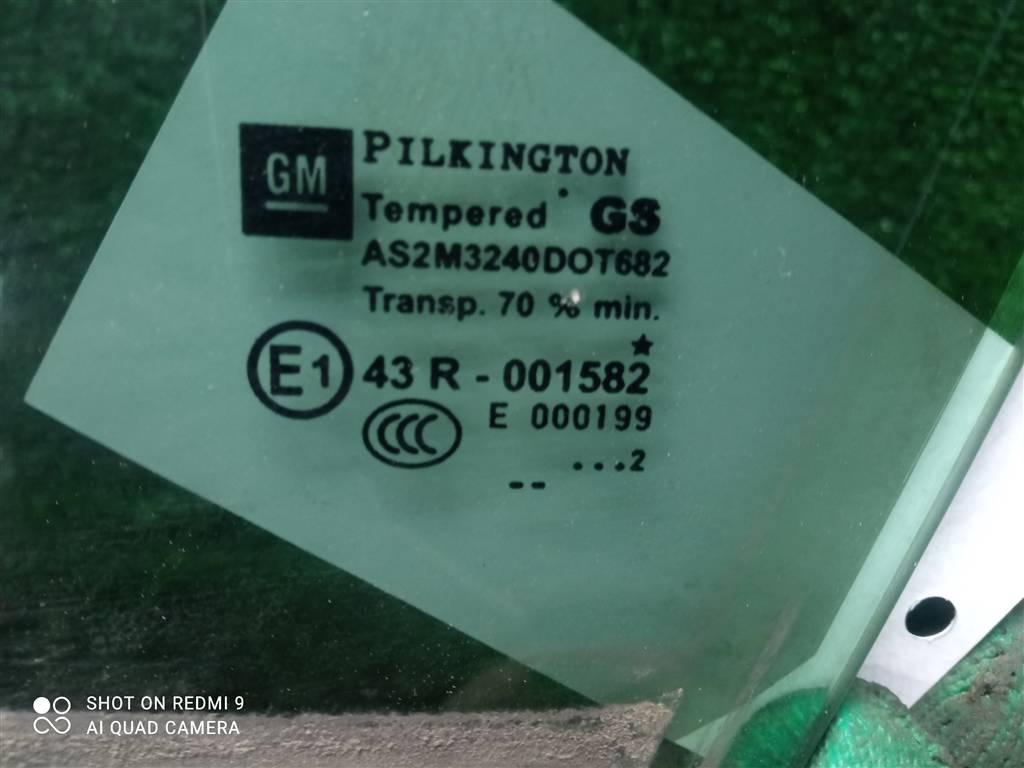 GM
PILKINGTON
Tempered GS
AS2M3240DOT682
Transp. 70 % min.
★
E1 43 R - 001582
CCC E 000199
...2
--
SHOT ON REDMI 9
AI QUAD CAMERA